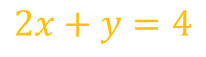 2x + y = 4